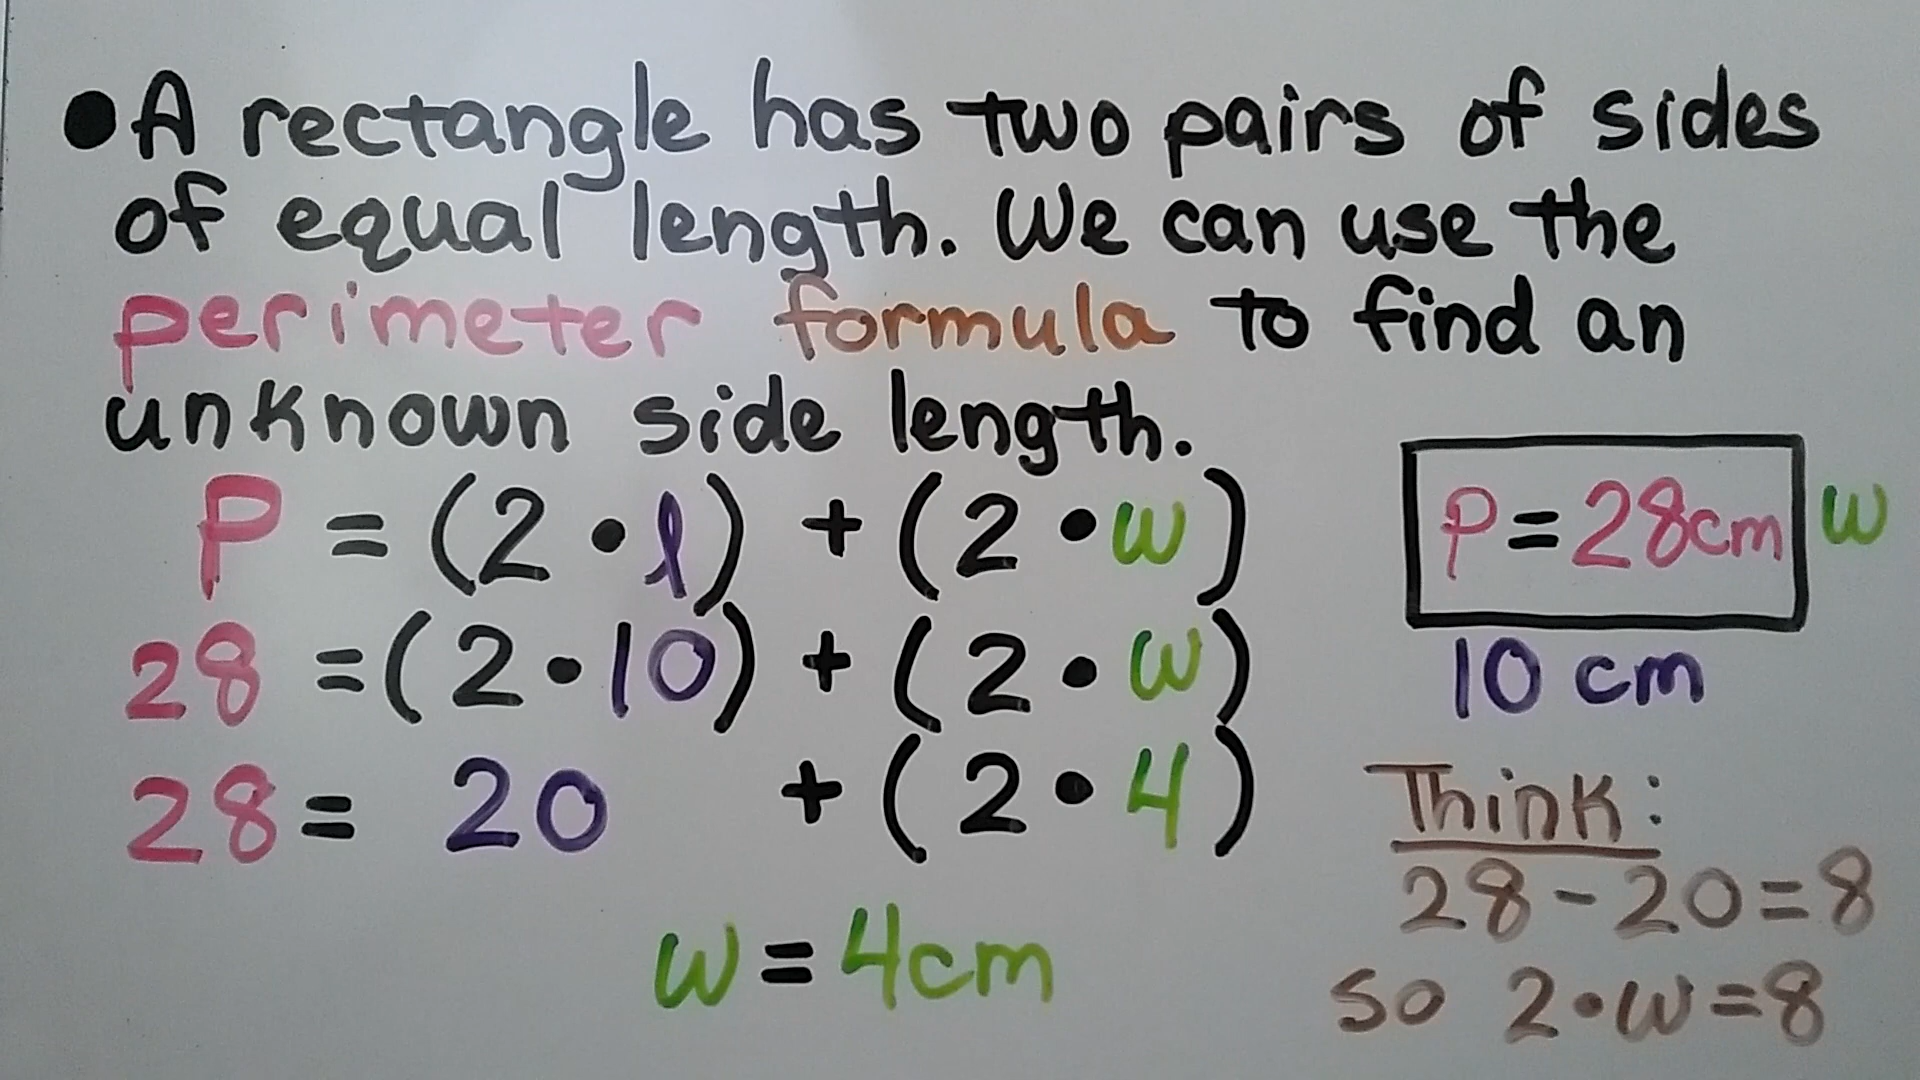 •A rectangle has two pairs of sides
of equal length. We can use the
perimeter formula to find an
unknown side length.
P = (2 • l) + (2 • w)
28 = (2 • 10) + (2 • w)
28 = 20 + (2 • 4)
w = 4cm
P = 28cm w
10 cm
Think:
28 - 20 = 8
so 2 • w = 8